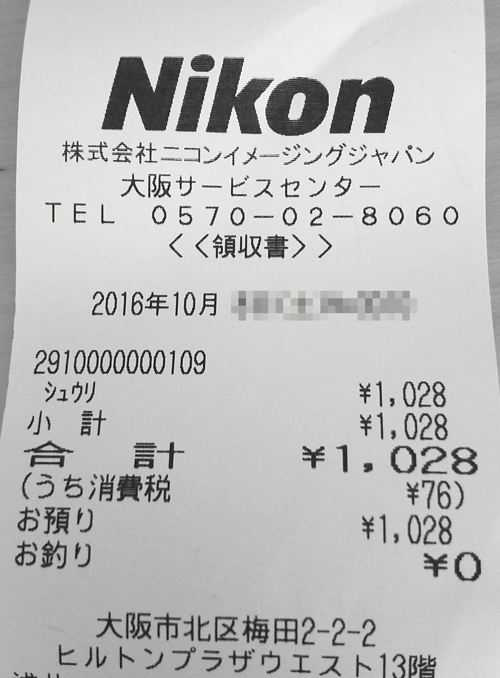 Nikon
株式会社ニコンイメージングジャパン
大阪サービスセンター
TEL 0570-02-8060
<<領収書>>
2016年10月
2910000000109
シュウリ ¥1,028
小 計 ¥1,028
合 計 ¥1,028
(うち消費税 ¥76)
お預り ¥1,028
お釣り ¥0
大阪市北区梅田2-2-2
ヒルトンプラザウエスト13階